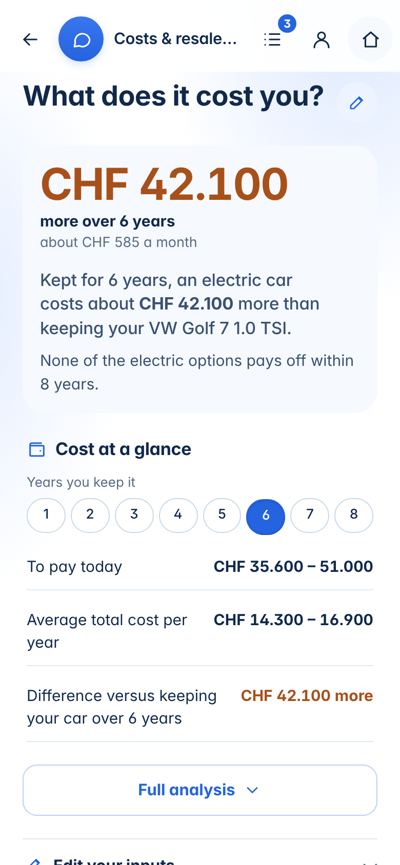 Costs & resale...
3
What does it cost you?
CHF 42.100
more over 6 years
about CHF 585 a month
Kept for 6 years, an electric car
costs about CHF 42.100 more than
keeping your VW Golf 7 1.0 TSI.
None of the electric options pays off within
8 years.
Cost at a glance
Years you keep it
1 2 3 4 5 6 7 8
To pay today CHF 35.600 – 51.000
Average total cost per CHF 14.300 – 16.900
year
Difference versus keeping CHF 42.100 more
your car over 6 years
Full analysis
Edit your inputs